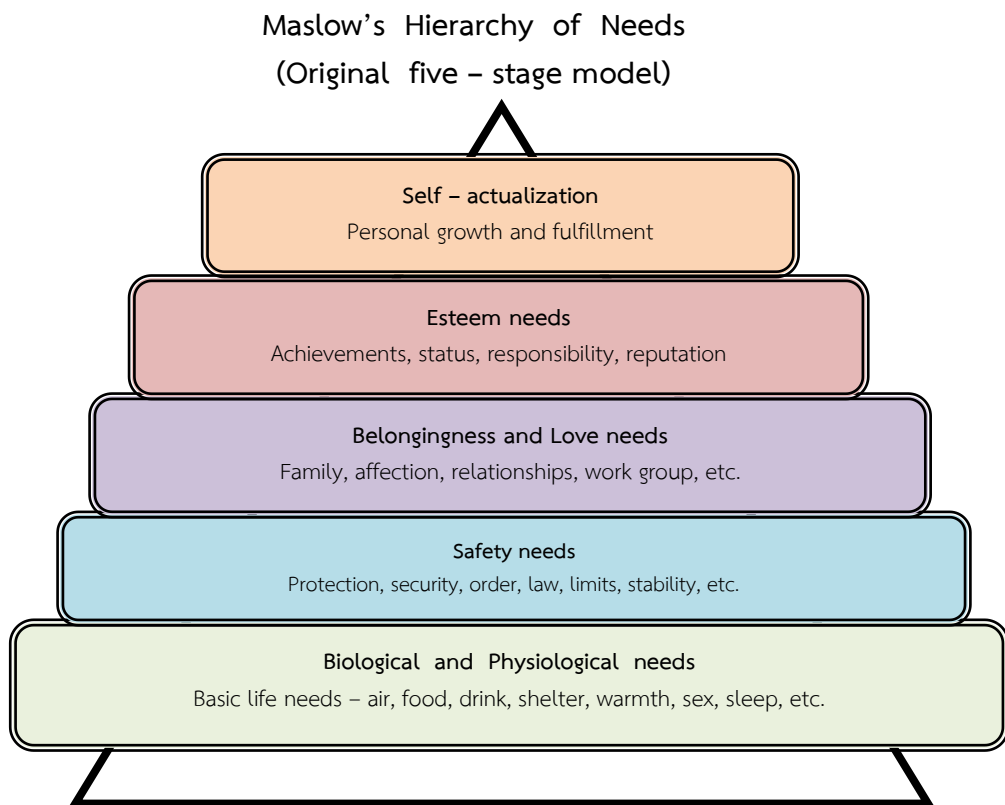 Maslow's Hierarchy of Needs
(Original five – stage model)
Self – actualization
Personal growth and fulfillment
Esteem needs
Achievements, status, responsibility, reputation
Belongingness and Love needs
Family, affection, relationships, work group, etc.
Safety needs
Protection, security, order, law, limits, stability, etc.
Biological and Physiological needs
Basic life needs – air, food, drink, shelter, warmth, sex, sleep, etc.